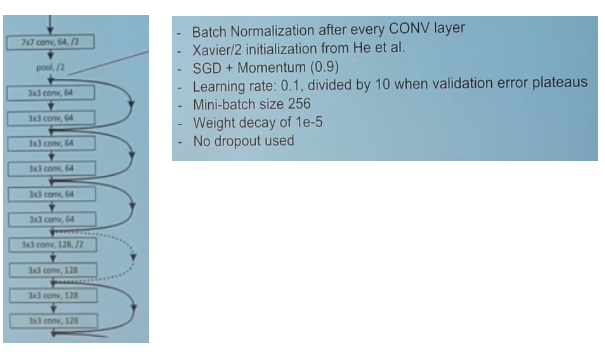 7x7 conv, 64, /2
pool, /2
3x3 conv, 64
3x3 conv, 64
3x3 conv, 64
3x3 conv, 64
3x3 conv, 64
3x3 conv, 64
3x3 conv, 128, /2
3x3 conv, 128
3x3 conv, 128
3x3 conv, 128
- Batch Normalization after every CONV layer
- Xavier/2 initialization from He et al.
- SGD + Momentum (0.9)
- Learning rate: 0.1, divided by 10 when validation error plateaus
- Mini-batch size 256
- Weight decay of 1e-5
- No dropout used